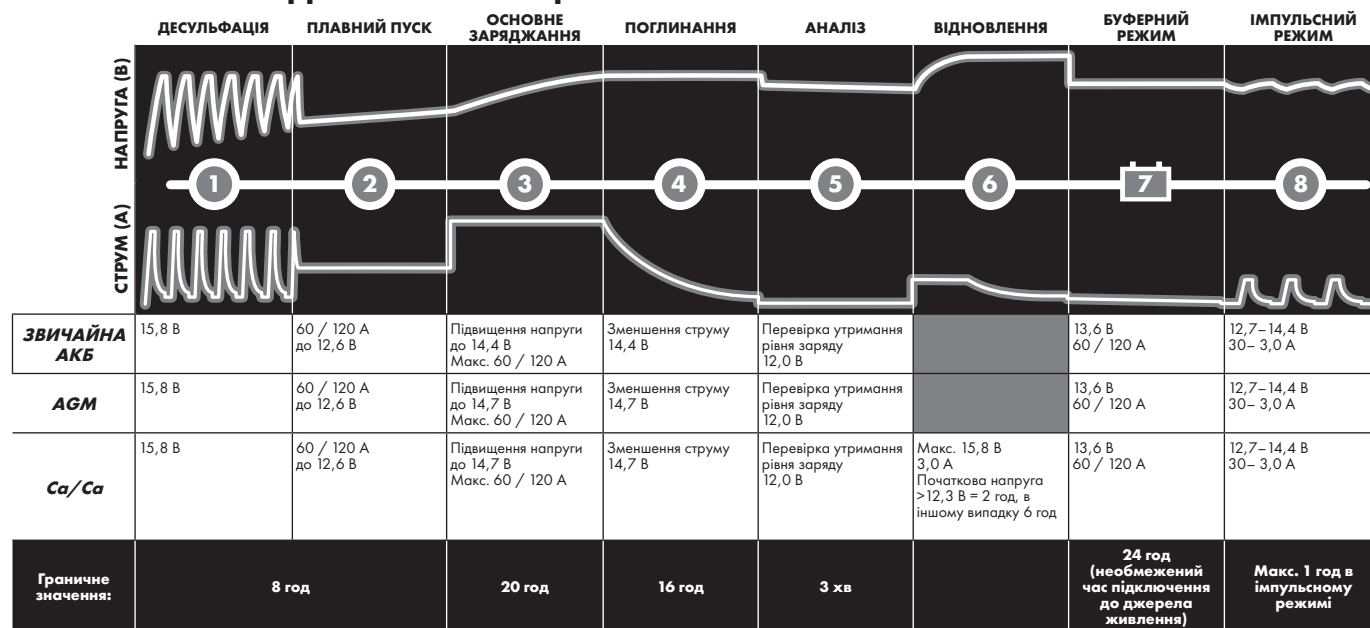 ДЕСУЛЬФАЦІЯ
ПЛАВНИЙ ПУСК
ОСНОВНЕ
ЗАРЯДЖАННЯ
ПОГЛИНАННЯ
АНАЛІЗ
ВІДНОВЛЕННЯ
БУФЕРНИЙ
РЕЖИМ
ІМПУЛЬСНИЙ
РЕЖИМ
НАПРУГА (В)
1
2
3
4
5
6
7
8
СТРУМ (А)
ЗВИЧАЙНА
АКБ
15,8 В
60 / 120 А
до 12,6 В
Підвищення напруги
до 14,4 В
Макс. 60 / 120 А
Зменшення струму
14,4 В
Перевірка утримання
рівня заряду
12,0 В
13,6 В
60 / 120 А
12,7–14,4 В
30– 3,0 А
AGM
15,8 В
60 / 120 А
до 12,6 В
Підвищення напруги
до 14,7 В
Макс. 60 / 120 А
Зменшення струму
14,7 В
Перевірка утримання
рівня заряду
12,0 В
13,6 В
60 / 120 А
12,7–14,4 В
30– 3,0 А
Ca/Ca
15,8 В
60 / 120 А
до 12,6 В
Підвищення напруги
до 14,7 В
Макс. 60 / 120 А
Зменшення струму
14,7 В
Перевірка утримання
рівня заряду
12,0 В
Макс. 15,8 В
3,0 А
Початкова напруга
>12,3 В = 2 год, в
іншому випадку 6 год
13,6 В
60 / 120 А
12,7–14,4 В
30– 3,0 А
Граничне
значення:
8 год
20 год
16 год
3 хв
24 год
(необмежений
час підключення
до джерела
живлення)
Макс. 1 год в
імпульсному
режимі